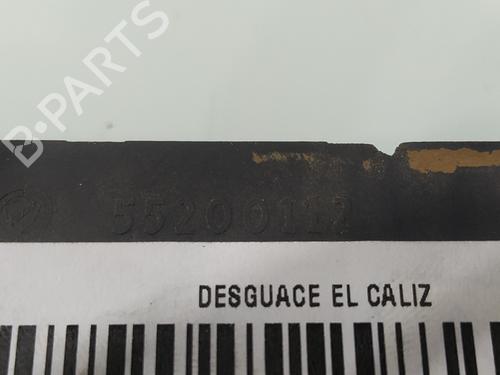 B-PARTS
55200112
DESGUACE EL CALIZ